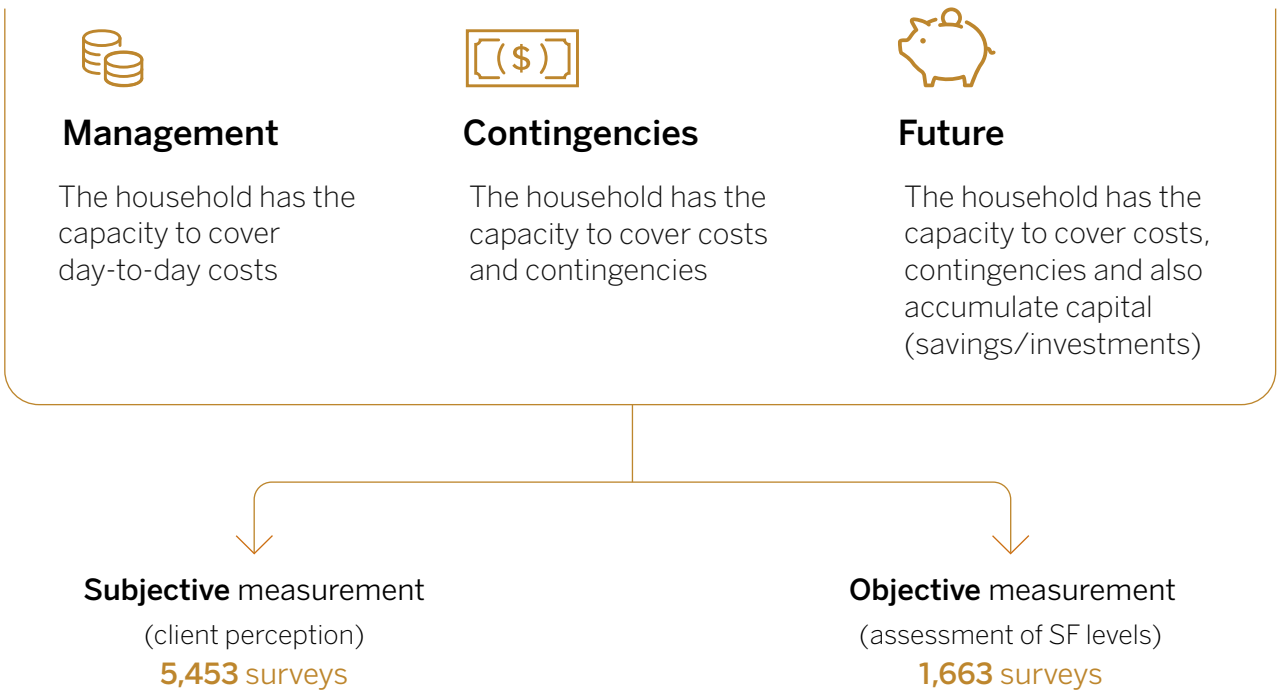 ($)
Management
The household has the
capacity to cover
day-to-day costs
Contingencies
The household has the
capacity to cover costs
and contingencies
Future
The household has the
capacity to cover costs,
contingencies and also
accumulate capital
(savings/investments)
Subjective measurement
(client perception)
5,453 surveys
Objective measurement
(assessment of SF levels)
1,663 surveys